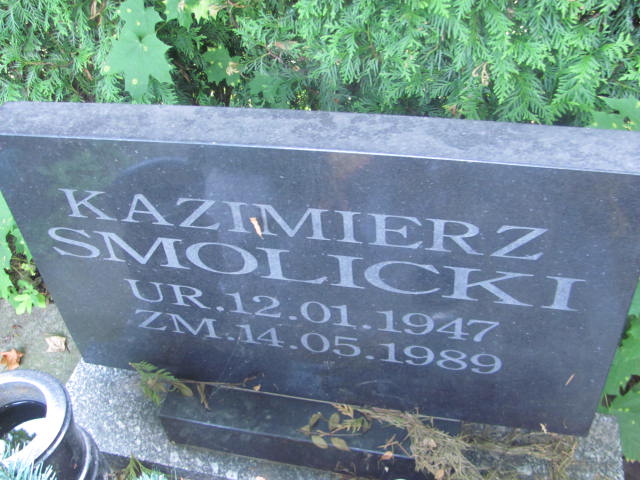 KAZIMIERZ
SMOLICKI
UR. 12.01.1947
ZM. 14.05.1989